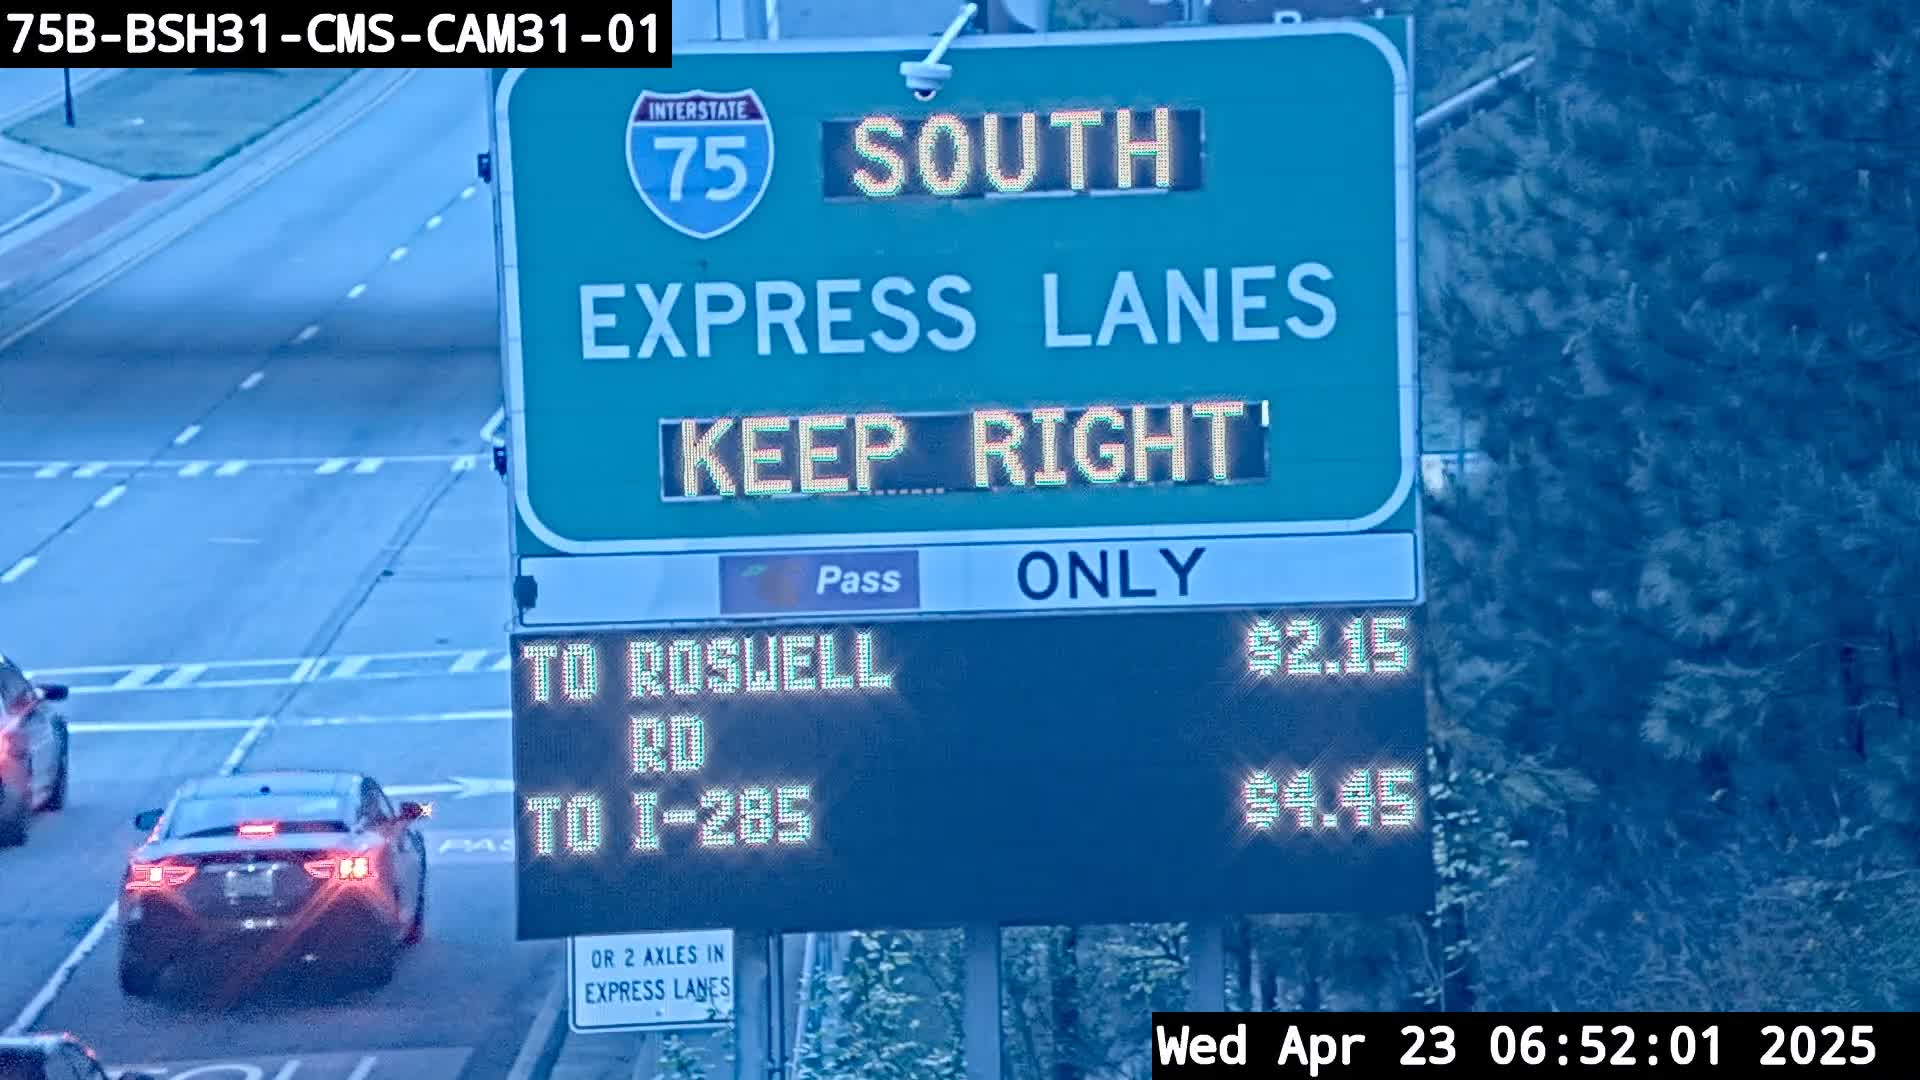 75B-BSH31-CMS-CAM31-01
INTERSTATE
75
SOUTH
EXPRESS LANES
KEEP RIGHT
Pass ONLY
TO ROSWELL $2.15
RD
TO I-285 $4.45
OR 2 AXLES IN
EXPRESS LANES
TOLL
Wed Apr 23 06:52:01 2025